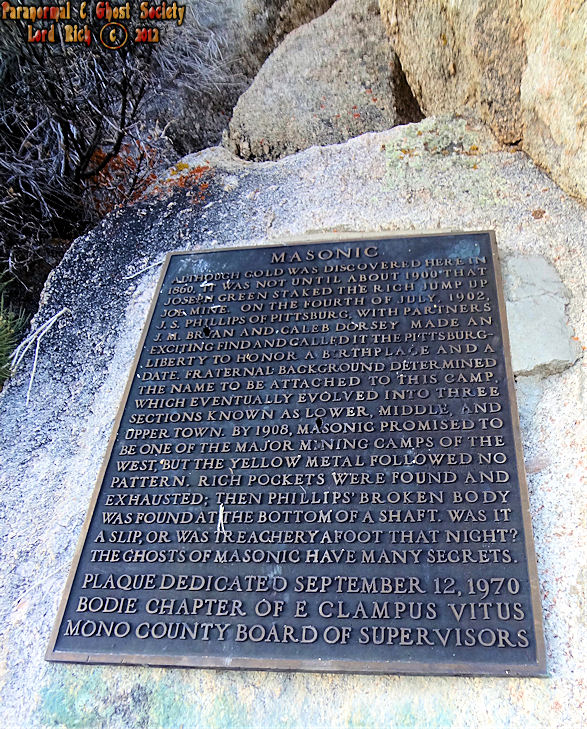 Paranormal & Ghost Society
Lord Rick © 2012
MASONIC
ALTHOUGH GOLD WAS DISCOVERED HERE IN
1860, IT WAS NOT UNTIL ABOUT 1900 THAT
JOSEPH GREEN STAKED THE RICH JUMP UP
JOE MINE. ON THE FOURTH OF JULY, 1902,
J.S. PHILLIPS OF PITTSBURG, WITH PARTNERS
J.M. BRYAN AND CALEB DORSEY MADE AN
EXCITING FIND AND CALLED IT THE PITTSBURG-
LIBERTY TO HONOR A BIRTHPLACE AND A
DATE. FRATERNAL BACKGROUND DETERMINED
THE NAME TO BE ATTACHED TO THIS CAMP,
WHICH EVENTUALLY EVOLVED INTO THREE
SECTIONS KNOWN AS LOWER, MIDDLE, AND
UPPER TOWN. BY 1908, MASONIC PROMISED TO
BE ONE OF THE MAJOR MINING CAMPS OF THE
WEST, BUT THE YELLOW METAL FOLLOWED NO
PATTERN. RICH POCKETS WERE FOUND AND
EXHAUSTED; THEN PHILLIPS' BROKEN BODY
WAS FOUND AT THE BOTTOM OF A SHAFT. WAS IT
A SLIP, OR WAS TREACHERY AFOOT THAT NIGHT?
THE GHOSTS OF MASONIC HAVE MANY SECRETS.
PLAQUE DEDICATED SEPTEMBER 12, 1970
BODIE CHAPTER OF E CLAMPUS VITUS
MONO COUNTY BOARD OF SUPERVISORS